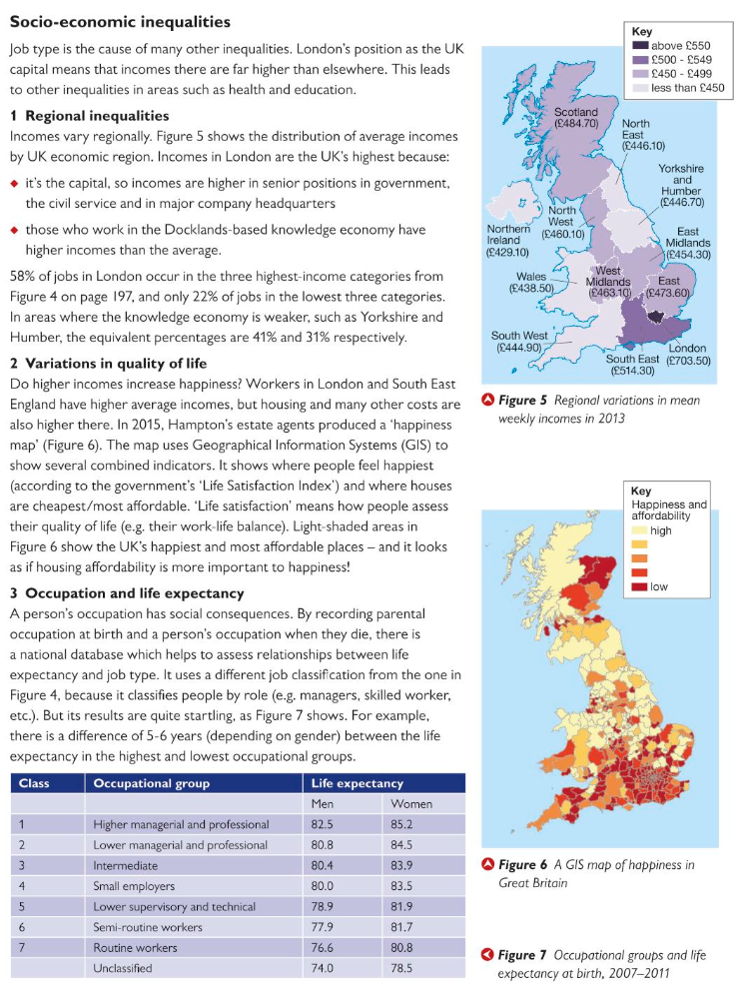 Socio-economic inequalities
Job type is the cause of many other inequalities. London's position as the UK
capital means that incomes there are far higher than elsewhere. This leads
to other inequalities in areas such as health and education.
1 Regional inequalities
Incomes vary regionally. Figure 5 shows the distribution of average incomes
by UK economic region. Incomes in London are the UK's highest because:
◆ it's the capital, so incomes are higher in senior positions in government,
the civil service and in major company headquarters
◆ those who work in the Docklands-based knowledge economy have
higher incomes than the average.
58% of jobs in London occur in the three highest-income categories from
Figure 4 on page 197, and only 22% of jobs in the lowest three categories.
In areas where the knowledge economy is weaker, such as Yorkshire and
Humber, the equivalent percentages are 41% and 31% respectively.
2 Variations in quality of life
Do higher incomes increase happiness? Workers in London and South East
England have higher average incomes, but housing and many other costs are
also higher there. In 2015, Hampton's estate agents produced a 'happiness
map' (Figure 6). The map uses Geographical Information Systems (GIS) to
show several combined indicators. It shows where people feel happiest
(according to the government's 'Life Satisfaction Index') and where houses
are cheapest/most affordable. 'Life satisfaction' means how people assess
their quality of life (e.g. their work-life balance). Light-shaded areas in
Figure 6 show the UK's happiest and most affordable places – and it looks
as if housing affordability is more important to happiness!
3 Occupation and life expectancy
A person's occupation has social consequences. By recording parental
occupation at birth and a person's occupation when they die, there is
a national database which helps to assess relationships between life
expectancy and job type. It uses a different job classification from the one in
Figure 4, because it classifies people by role (e.g. managers, skilled worker,
etc.). But its results are quite startling, as Figure 7 shows. For example,
there is a difference of 5-6 years (depending on gender) between the life
expectancy in the highest and lowest occupational groups.
Class Occupational group Life expectancy
Men Women
1 Higher managerial and professional 82.5 85.2
2 Lower managerial and professional 80.8 84.5
3 Intermediate 80.4 83.9
4 Small employers 80.0 83.5
5 Lower supervisory and technical 78.9 81.9
6 Semi-routine workers 77.9 81.7
7 Routine workers 76.6 80.8
Unclassified 74.0 78.5
Key
above £550
£500 - £549
£450 - £499
less than £450
Scotland
(£484.70)
North
East
(£446.10)
Yorkshire
and
Humber
(£446.70)
North
West
(£460.10)
Northern
Ireland
(£429.10)
East
Midlands
(£454.30)
Wales
(£438.50)
West
Midlands
(£463.10)
East
(£473.60)
South West
(£444.90)
South East
(£514.30)
London
(£703.50)
Figure 5 Regional variations in mean
weekly incomes in 2013
Key
Happiness and
affordability
high
low
Figure 6 A GIS map of happiness in
Great Britain
Figure 7 Occupational groups and life
expectancy at birth, 2007–2011